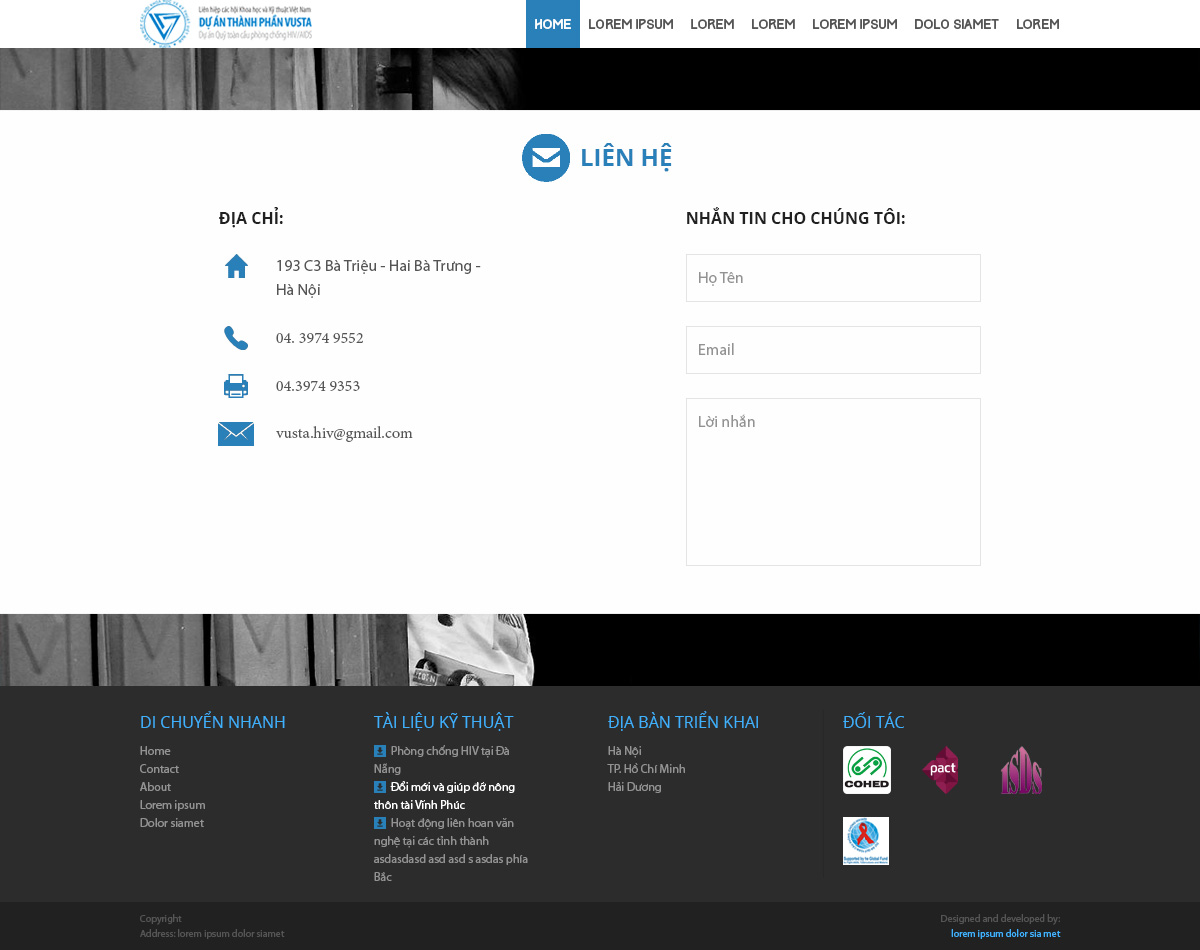 Liên hiệp các hội Khoa học và Kỹ thuật Việt Nam
DỰ ÁN THÀNH PHẦN VUSTA
Dự án Quỹ toàn cầu phòng chống HIV/AIDS
HOME LOREM IPSUM LOREM LOREM LOREM IPSUM DOLO SIAMET LOREM
LIÊN HỆ
ĐỊA CHỈ:
193 C3 Bà Triệu - Hai Bà Trưng -
Hà Nội
04. 3974 9552
04.3974 9353
vusta.hiv@gmail.com
NHẮN TIN CHO CHÚNG TÔI:
Họ Tên
Email
Lời nhắn
DI CHUYỂN NHANH
Home
Contact
About
Lorem ipsum
Dolor siamet
TÀI LIỆU KỸ THUẬT
Phòng chống HIV tại Đà
Nẵng
Đổi mới và giúp đỡ nông
thôn tài Vĩnh Phúc
Hoạt động liên hoan văn
nghệ tại các tỉnh thành
asdasdasd asd asd s asdas phía
Bắc
ĐỊA BÀN TRIỂN KHAI
Hà Nội
TP. Hồ Chí Minh
Hải Dương
ĐỐI TÁC
COHED
pact
ISDS
Supported by he Global Fund
Copyright
Address: lorem ipsum dolor siamet
Designed and developed by:
lorem ipsum dolor sia met